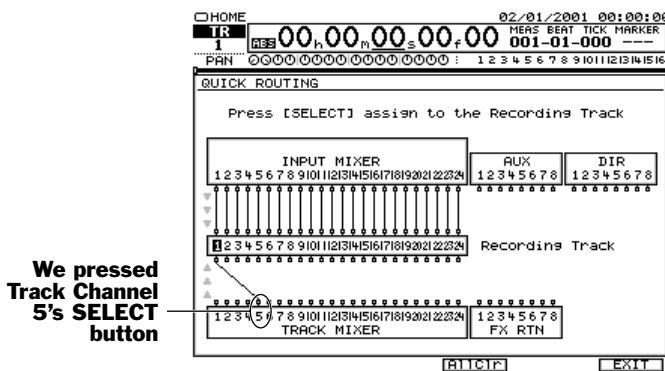 HOME 02/01/2001 00:00:00
TR 1 ABS 00h00m00s00f00 MEAS BEAT TICK MARKER
001-01-000 ---
PAN 1 2 3 4 5 6 7 8 9 10 11 12 13 14 15 16
QUICK ROUTING
Press [SELECT] assign to the Recording Track
INPUT MIXER AUX DIR
1 2 3 4 5 6 7 8 9 10 11 12 13 14 15 16 17 18 19 20 21 22 23 24 1 2 3 4 5 6 7 8 1 2 3 4 5 6 7 8
1 2 3 4 5 6 7 8 9 10 11 12 13 14 15 16 17 18 19 20 21 22 23 24 Recording Track
We pressed
Track Channel
5's SELECT
button
1 2 3 4 5 6 7 8 9 10 11 12 13 14 15 16 17 18 19 20 21 22 23 24 1 2 3 4 5 6 7 8
TRACK MIXER FX RTN
AllClr EXIT